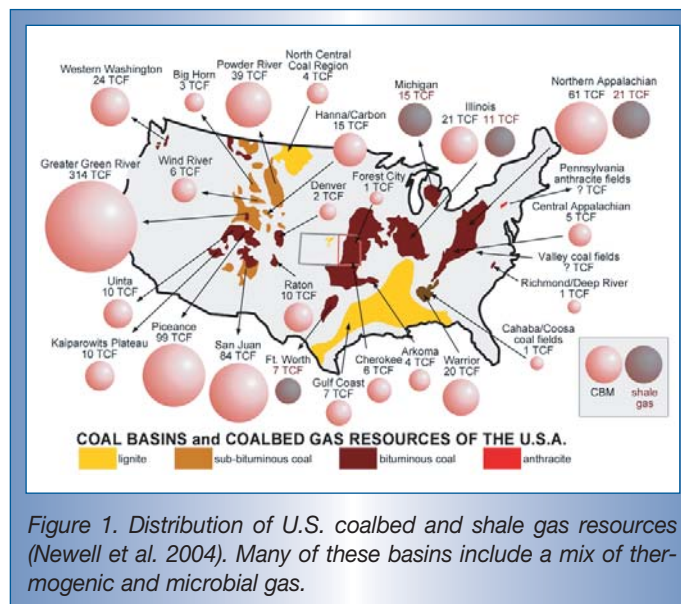 North Central
Coal Region
4 TCF
Powder River
39 TCF
Big Horn
3 TCF
Western Washington
24 TCF
Michigan
15 TCF
Illinois
21 TCF
11 TCF
Northern Appalachian
61 TCF
21 TCF
Hanna/Carbon
15 TCF
Greater Green River
314 TCF
Wind River
6 TCF
Denver
2 TCF
Forest City
1 TCF
Pennsylvania
anthracite fields
? TCF
Central Appalachian
5 TCF
Valley coal fields
? TCF
Richmond/Deep River
1 TCF
Uinta
10 TCF
Raton
10 TCF
Kaiparowits Plateau
10 TCF
Piceance
99 TCF
San Juan
84 TCF
Ft. Worth
7 TCF
Gulf Coast
7 TCF
Cherokee
6 TCF
Arkoma
4 TCF
Warrior
20 TCF
Cahaba/Coosa
coal fields
1 TCF
CBM
shale
gas
COAL BASINS and COALBED GAS RESOURCES OF THE U.S.A.
lignite
sub-bituminous coal
bituminous coal
anthracite
Figure 1. Distribution of U.S. coalbed and shale gas resources
(Newell et al. 2004). Many of these basins include a mix of ther-
mogenic and microbial gas.